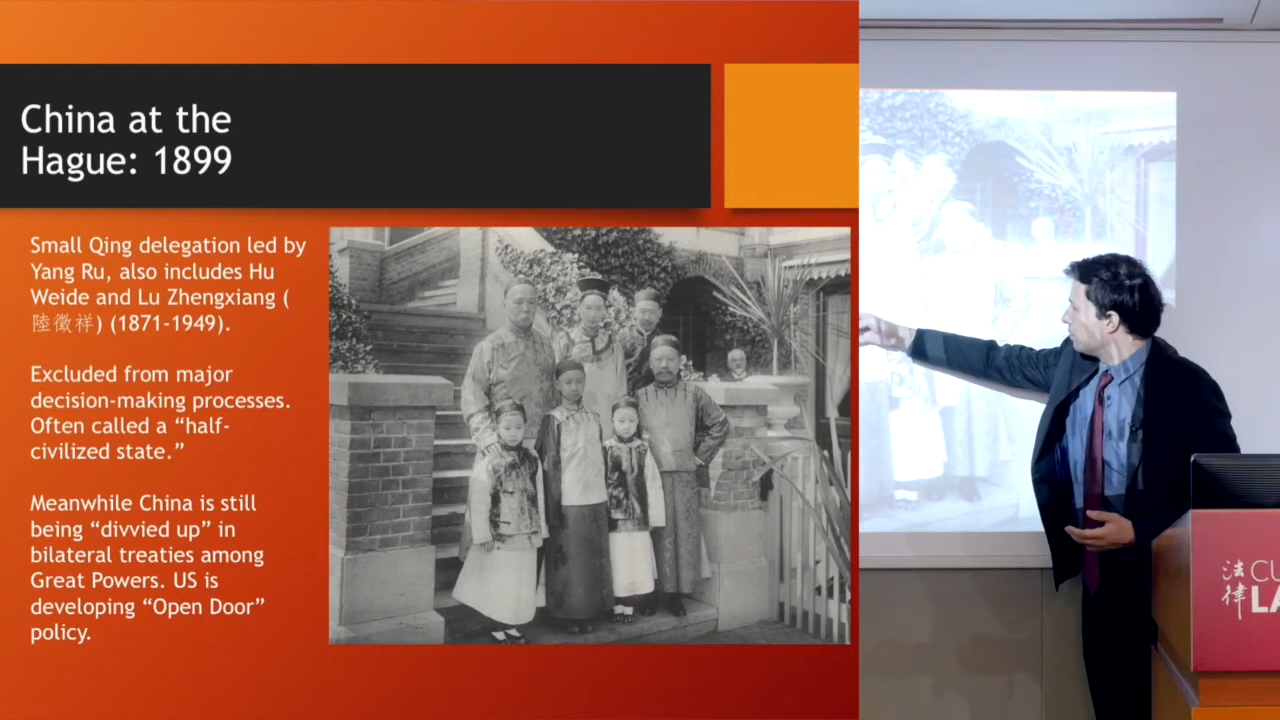 China at the
Hague: 1899
Small Qing delegation led by
Yang Ru, also includes Hu
Weide and Lu Zhengxiang (
陸徵祥) (1871-1949).
Excluded from major
decision-making processes.
Often called a “half-
civilized state.”
Meanwhile China is still
being “divvied up” in
bilateral treaties among
Great Powers. US is
developing “Open Door”
policy.
法律
CU
LA